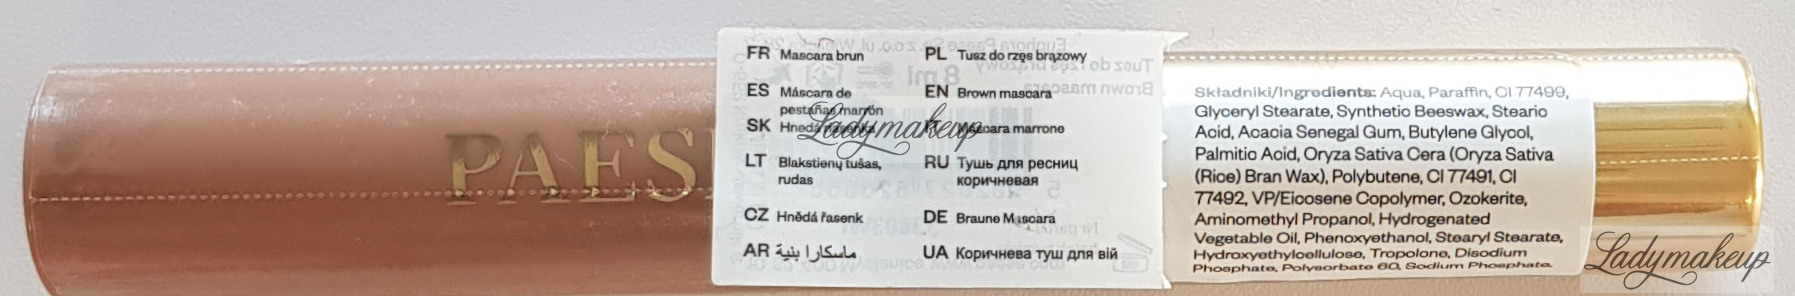 PAES
FR Mascara brun
ES Máscara de
pestañas marrón
SK Hnedá riasenka
LT Blakstienų tušas,
rudas
CZ Hnědá řasenk
AR ماسكارا بنية
PL Tusz do rzęs brązowy
EN Brown mascara
IT Mascara marrone
RU Тушь для ресниц
коричневая
DE Braune Mascara
UA Коричнева туш для вій
Ladymakeup
Składniki/Ingredients: Aqua, Paraffin, CI 77499,
Glyceryl Stearate, Synthetic Beeswax, Stearic
Acid, Acacia Senegal Gum, Butylene Glycol,
Palmitic Acid, Oryza Sativa Cera (Oryza Sativa
(Rice) Bran Wax), Polybutene, CI 77491, CI
77492, VP/Eicosene Copolymer, Ozokerite,
Aminomethyl Propanol, Hydrogenated
Vegetable Oil, Phenoxyethanol, Stearyl Stearate,
Hydroxyethylcellulose, Tropolone, Disodium
Phosphate, Polysorbate 60, Sodium Phosphate.
Ladymakeup